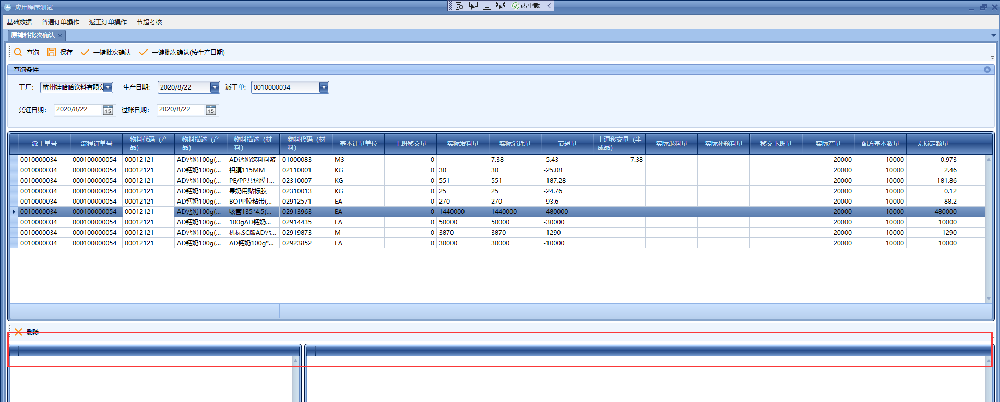 应用程序测试
热重载
基础数据 普通订单操作 返工订单操作 节超考核
原辅料批次确认
查询 保存 一键批次确认 一键批次确认(按生产日期)
查询条件
工厂： 杭州娃哈哈饮料有限公 生产日期： 2020/8/22 派工单: 0010000034
凭证日期： 2020/8/22 15 过账日期： 2020/8/22 15
派工单号 流程订单号 物料代码（产品） 物料描述（产品） 物料描述（材料） 物料代码（材料） 基本计量单位 上班移交量 实际发料量 实际消耗量 节超量 上道移交量（半成品） 实际退料量 实际补领料量 移交下班量 实际产量 配方基本数量 无损定额量
0010000034 000100000054 00012121 AD钙奶100g(... AD钙奶饮料料浆 01000083 M3 0 7.38 -5.43 7.38 20000 10000 0.973
0010000034 000100000054 00012121 AD钙奶100g(... 铝膜115MM 02110001 KG 0 30 30 -25.08 20000 10000 2.46
0010000034 000100000054 00012121 AD钙奶100g(... PE/PP共挤膜1... 02310007 KG 0 551 551 -187.28 20000 10000 181.86
0010000034 000100000054 00012121 AD钙奶100g(... 果奶用贴标胶 02310013 KG 0 25 25 -24.76 20000 10000 0.12
0010000034 000100000054 00012121 AD钙奶100g(... BOPP胶粘带(... 02912571 EA 0 270 270 -93.6 20000 10000 88.2
0010000034 000100000054 00012121 AD钙奶100g(... 吸管135*4.5(... 02913963 EA 0 1440000 1440000 -480000 20000 10000 480000
0010000034 000100000054 00012121 AD钙奶100g(... 100gAD钙奶... 02914435 EA 0 50000 50000 -30000 20000 10000 10000
0010000034 000100000054 00012121 AD钙奶100g(... 机标SC版AD钙... 02919873 M 0 3870 3870 -1290 20000 10000 1290
0010000034 000100000054 00012121 AD钙奶100g(... AD钙奶100g*... 02923852 EA 0 30000 30000 -10000 20000 10000 10000
删除